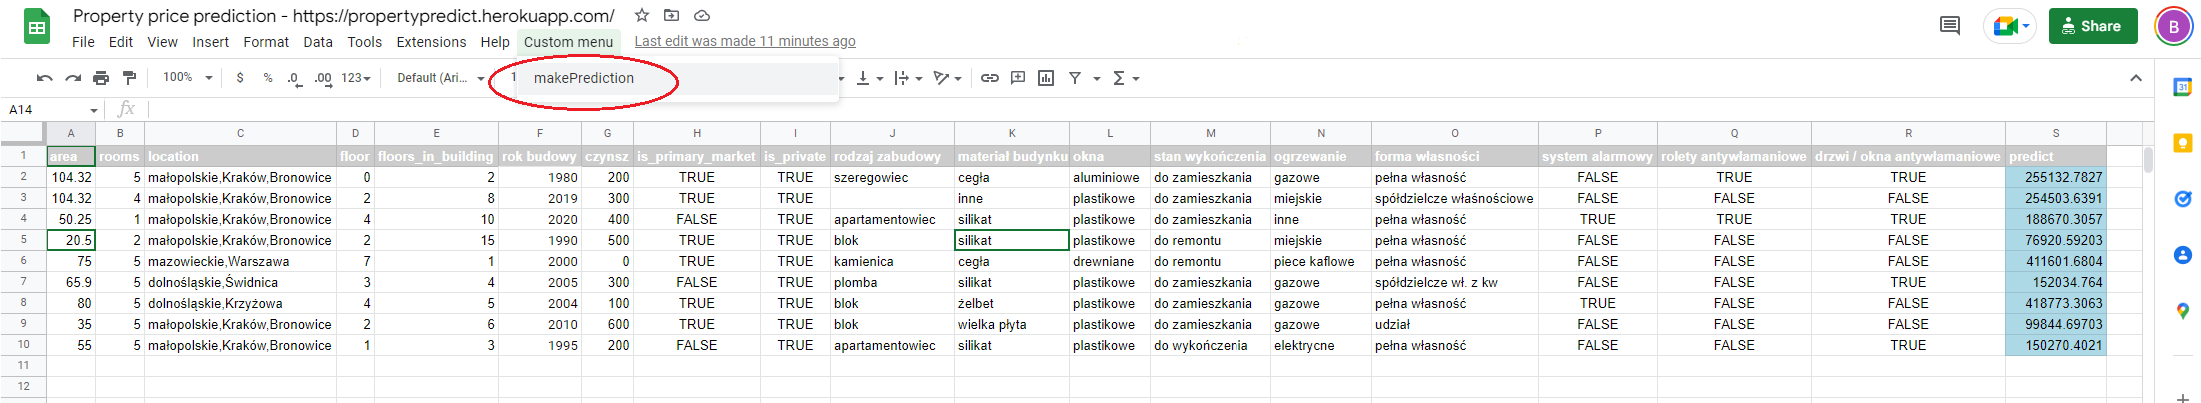 Property price prediction - https://propertypredict.herokuapp.com/
File Edit View Insert Format Data Tools Extensions Help Custom menu Last edit was made 11 minutes ago
Share
B
100% $ % .0 .00 123 Default (Ari... 1
makePrediction
A14 fx
31
A B C D E F G H I J K L M N O P Q R S
1 area rooms location floor floors_in_building rok budowy czynsz is_primary_market is_private rodzaj zabudowy materiał budynku okna stan wykończenia ogrzewanie forma własności system alarmowy rolety antywłamaniowe drzwi / okna antywłamaniowe predict
2 104.32 5 małopolskie,Kraków,Bronowice 0 2 1980 200 TRUE TRUE szeregowiec cegła aluminiowe do zamieszkania gazowe pełna własność FALSE TRUE TRUE 255132.7827
3 104.32 4 małopolskie,Kraków,Bronowice 2 8 2019 300 TRUE TRUE inne plastikowe do zamieszkania miejskie spółdzielcze właśnościowe FALSE FALSE FALSE 254503.6391
4 50.25 1 małopolskie,Kraków,Bronowice 4 10 2020 400 FALSE TRUE apartamentowiec silikat plastikowe do zamieszkania inne pełna własność TRUE TRUE TRUE 188670.3057
5 20.5 2 małopolskie,Kraków,Bronowice 2 15 1990 500 TRUE TRUE blok silikat plastikowe do remontu miejskie pełna własność FALSE FALSE FALSE 76920.59203
6 75 5 mazowieckie,Warszawa 7 1 2000 0 TRUE TRUE kamienica cegła drewniane do remontu piece kaflowe pełna własność FALSE FALSE FALSE 411601.6804
7 65.9 5 dolnośląskie,Świdnica 3 4 2005 300 FALSE TRUE plomba silikat plastikowe do zamieszkania gazowe spółdzielcze wł. z kw FALSE FALSE TRUE 152034.764
8 80 5 dolnośląskie,Krzyżowa 4 5 2004 100 TRUE TRUE blok żelbet plastikowe do zamieszkania gazowe pełna własność TRUE FALSE FALSE 418773.3063
9 35 5 małopolskie,Kraków,Bronowice 2 6 2010 600 TRUE TRUE blok wielka płyta plastikowe do zamieszkania gazowe udział FALSE FALSE FALSE 99844.69703
10 55 5 małopolskie,Kraków,Bronowice 1 3 1995 200 FALSE TRUE apartamentowiec silikat plastikowe do wykończenia elektrycne pełna własność FALSE FALSE TRUE 150270.4021
11
12